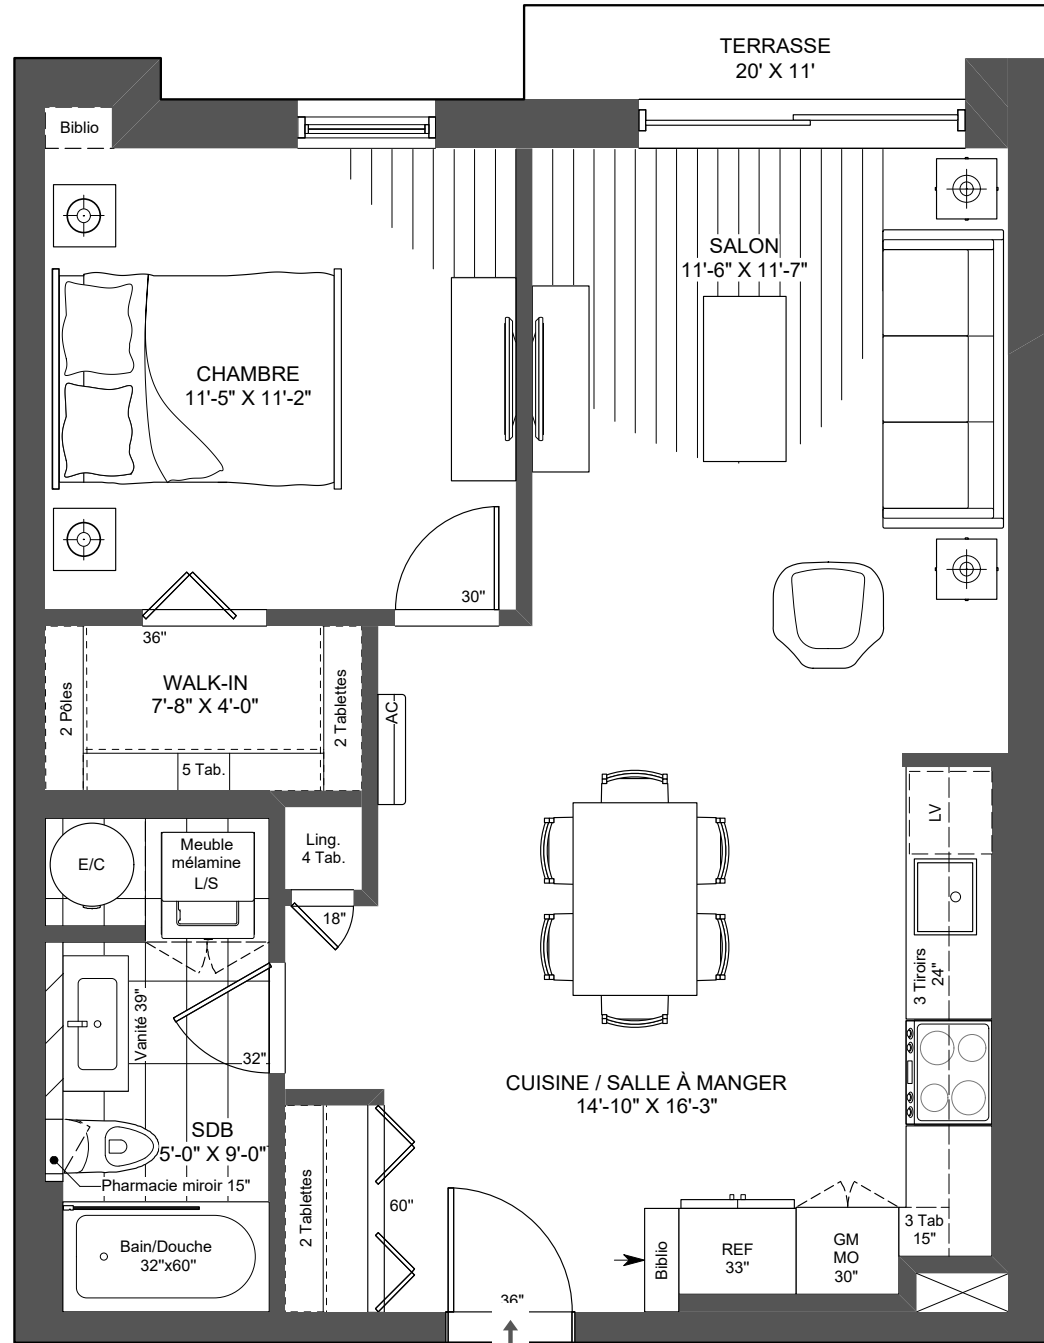 TERRASSE
20' X 11'
Biblio
SALON
11'-6" X 11'-7"
CHAMBRE
11'-5" X 11'-2"
30"
36"
WALK-IN
7'-8" X 4'-0"
2 Pôles
2 Tablettes
5 Tab.
AC
Ling.
4 Tab.
18"
E/C
Meuble
mélamine
L/S
LV
3 Tiroirs
24"
Vanité 39"
32"
CUISINE / SALLE À MANGER
14'-10" X 16'-3"
SDB
5'-0" X 9'-0"
Pharmacie miroir 15"
2 Tablettes
60"
Bain/Douche
32"x60"
36"
Biblio
REF
33"
GM
MO
30"
3 Tab
15"